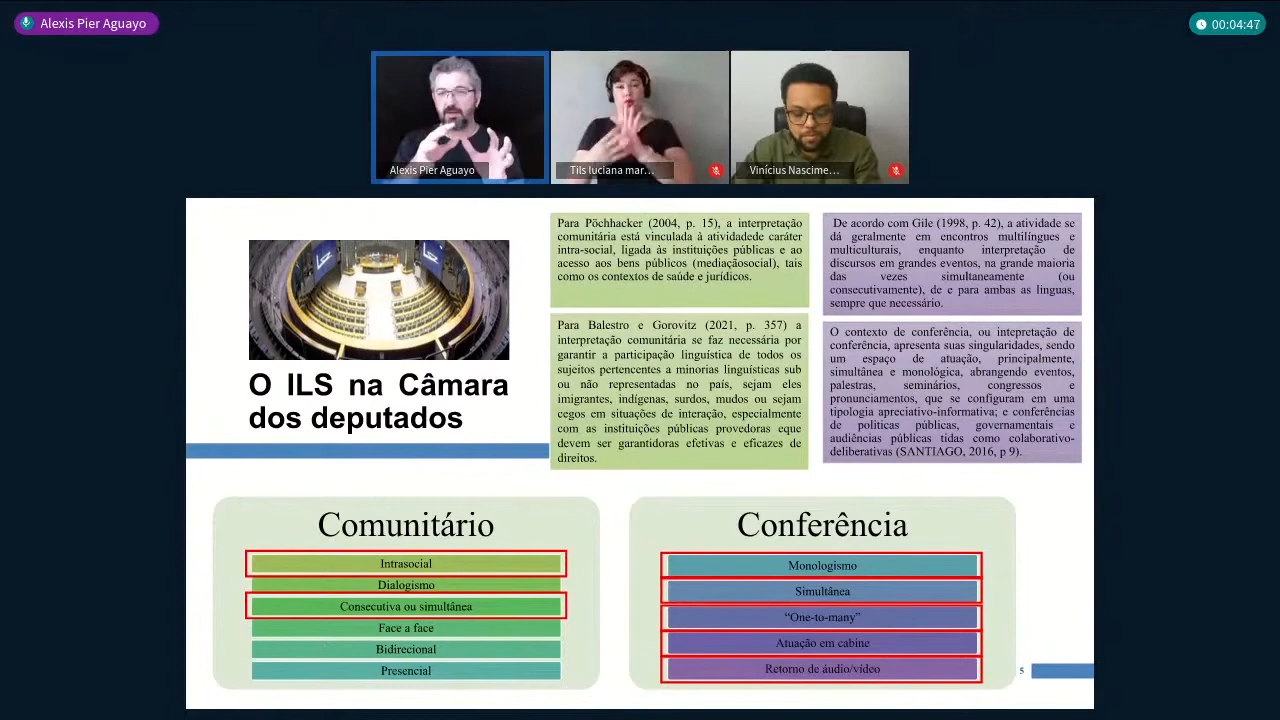 Alexis Pier Aguayo
00:04:47
Alexis Pier Aguayo
Tils luciana mar...
Vinícius Nascime...
O ILS na Câmara
dos deputados
Para Pöchhacker (2004, p. 15), a interpretação
comunitária está vinculada à atividadede caráter
intra-social, ligada às instituições públicas e ao
acesso aos bens públicos (mediaçãosocial), tais
como os contextos de saúde e jurídicos.
Para Balestro e Gorovitz (2021, p. 357) a
interpretação comunitária se faz necessária por
garantir a participação linguística de todos os
sujeitos pertencentes a minorias linguísticas sub
ou não representadas no país, sejam eles
imigrantes, indígenas, surdos, mudos ou sejam
cegos em situações de interação, especialmente
com as instituições públicas provedoras eque
devem ser garantidoras efetivas e eficazes de
direitos.
De acordo com Gile (1998, p. 42), a atividade se
dá geralmente em encontros multilíngues e
multiculturais, enquanto interpretação de
discursos em grandes eventos, na grande maioria
das vezes simultaneamente (ou
consecutivamente), de e para ambas as línguas,
sempre que necessário.
O contexto de conferência, ou intepretação de
conferência, apresenta suas singularidades, sendo
um espaço de atuação, principalmente,
simultânea e monológica, abrangendo eventos,
palestras, seminários, congressos e
pronunciamentos, que se configuram em uma
tipologia apreciativo-informativa; e conferências
de políticas públicas, governamentais e
audiências públicas tidas como colaborativo-
deliberativas (SANTIAGO, 2016, p 9).
Comunitário
Intrasocial
Dialogismo
Consecutiva ou simultânea
Face a face
Bidirecional
Presencial
Conferência
Monologismo
Simultânea
“One-to-many”
Atuação em cabine
Retorno de áudio/vídeo
5